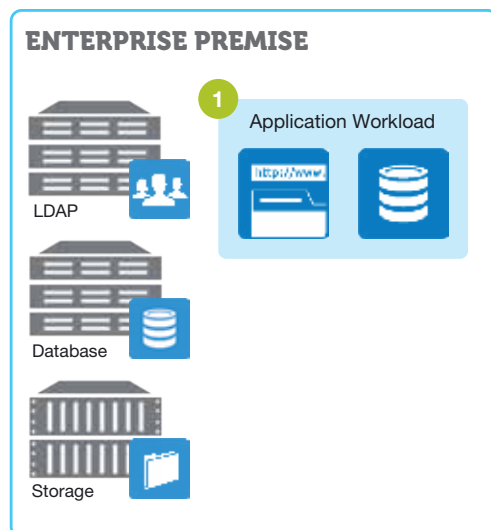 ENTERPRISE PREMISE
1
Application Workload
http://www.
LDAP
Database
Storage